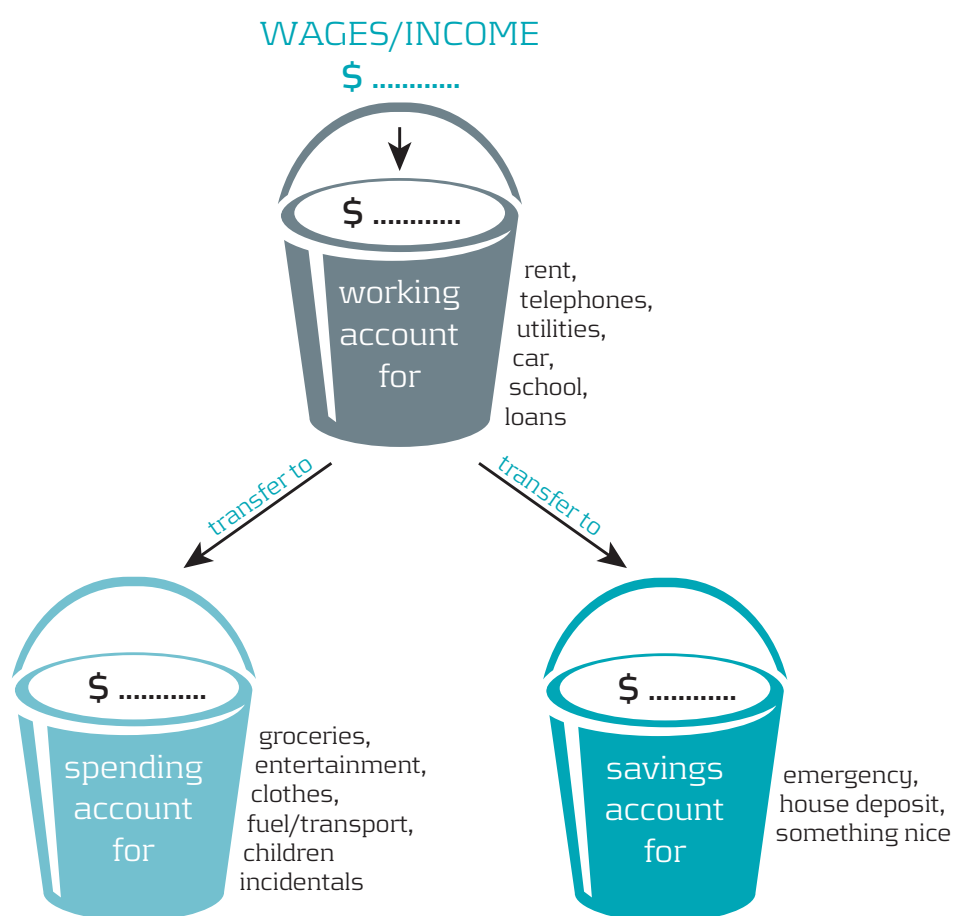 WAGES/INCOME
$ ............
$ ............
working
account
for
rent,
telephones,
utilities,
car,
school,
loans
transfer to
transfer to
$ ............
spending
account
for
groceries,
entertainment,
clothes,
fuel/transport,
children
incidentals
$ ............
savings
account
for
emergency,
house deposit,
something nice